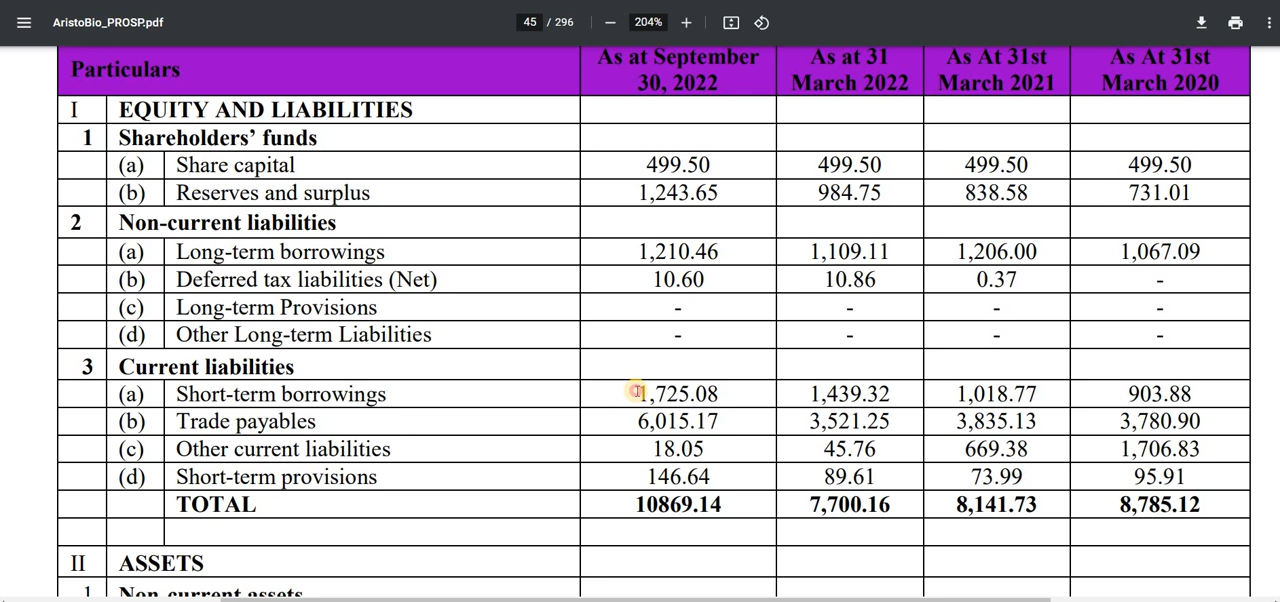 AristoBio_PROSP.pdf 45 / 296 204%
Particulars As at September 30, 2022 As at 31 March 2022 As At 31st March 2021 As At 31st March 2020
I EQUITY AND LIABILITIES
1 Shareholders’ funds
(a) Share capital 499.50 499.50 499.50 499.50
(b) Reserves and surplus 1,243.65 984.75 838.58 731.01
2 Non-current liabilities
(a) Long-term borrowings 1,210.46 1,109.11 1,206.00 1,067.09
(b) Deferred tax liabilities (Net) 10.60 10.86 0.37 -
(c) Long-term Provisions - - - -
(d) Other Long-term Liabilities - - - -
3 Current liabilities
(a) Short-term borrowings 1,725.08 1,439.32 1,018.77 903.88
(b) Trade payables 6,015.17 3,521.25 3,835.13 3,780.90
(c) Other current liabilities 18.05 45.76 669.38 1,706.83
(d) Short-term provisions 146.64 89.61 73.99 95.91
TOTAL 10869.14 7,700.16 8,141.73 8,785.12
II ASSETS
1 Non-current assets